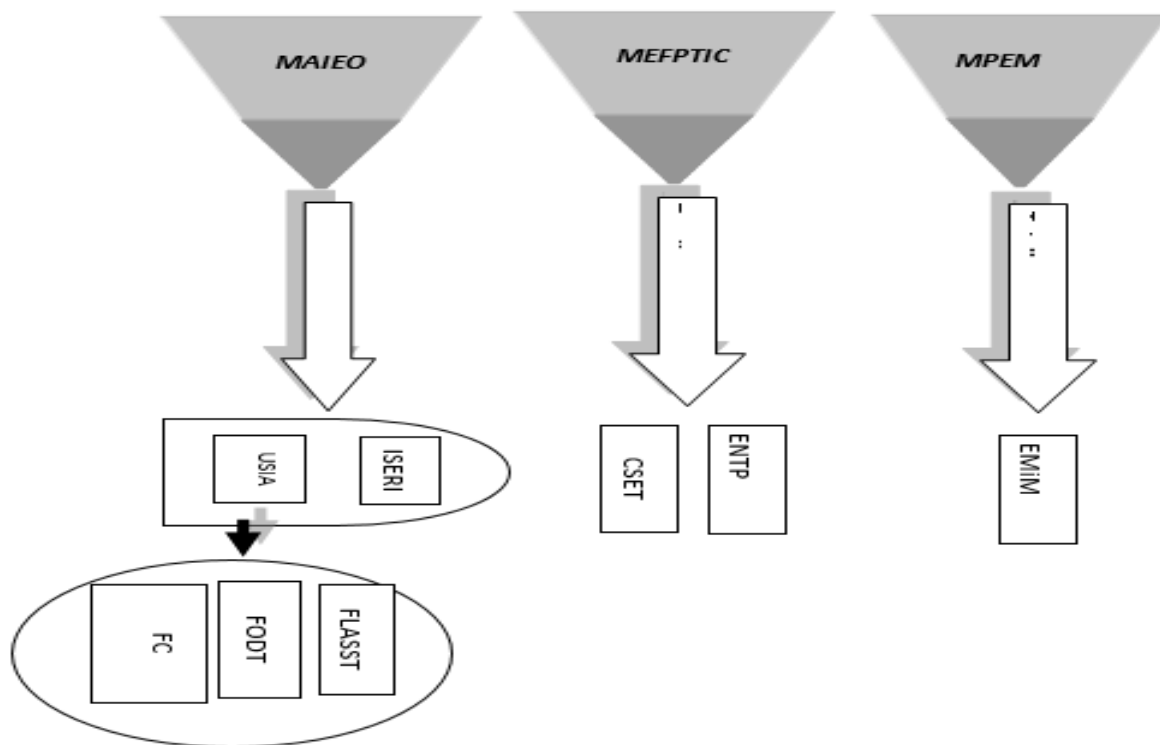 MAIEO
MEFPTIC
MPEM
USIA
ISERI
CSET
ENTP
EMiM
FC
FODT
FLASST